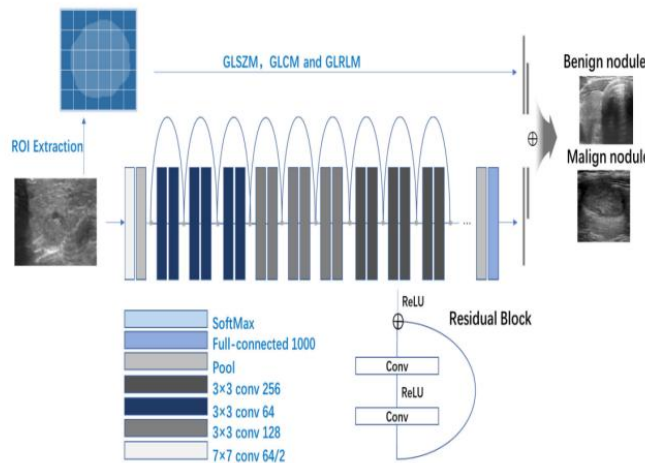 GLSZM, GLCM and GLRLM
Benign nodule
ROI Extraction
Malign nodule
...
ReLU
Residual Block
SoftMax
Full-connected 1000
Pool
3×3 conv 256
3×3 conv 64
3×3 conv 128
7×7 conv 64/2
Conv
ReLU
Conv